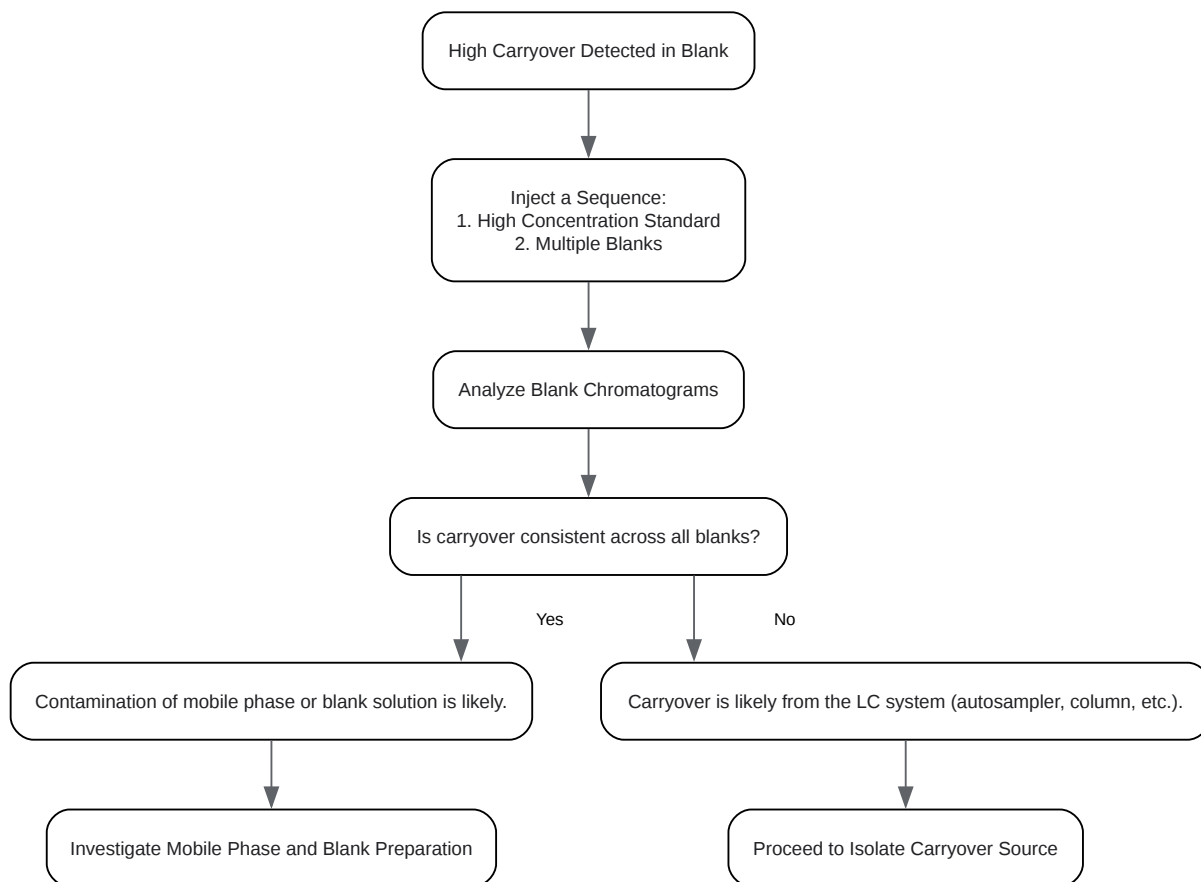 High Carryover Detected in Blank
Inject a Sequence:
1. High Concentration Standard
2. Multiple Blanks
Analyze Blank Chromatograms
Is carryover consistent across all blanks?
Yes
No
Contamination of mobile phase or blank solution is likely.
Carryover is likely from the LC system (autosampler, column, etc.).
Investigate Mobile Phase and Blank Preparation
Proceed to Isolate Carryover Source